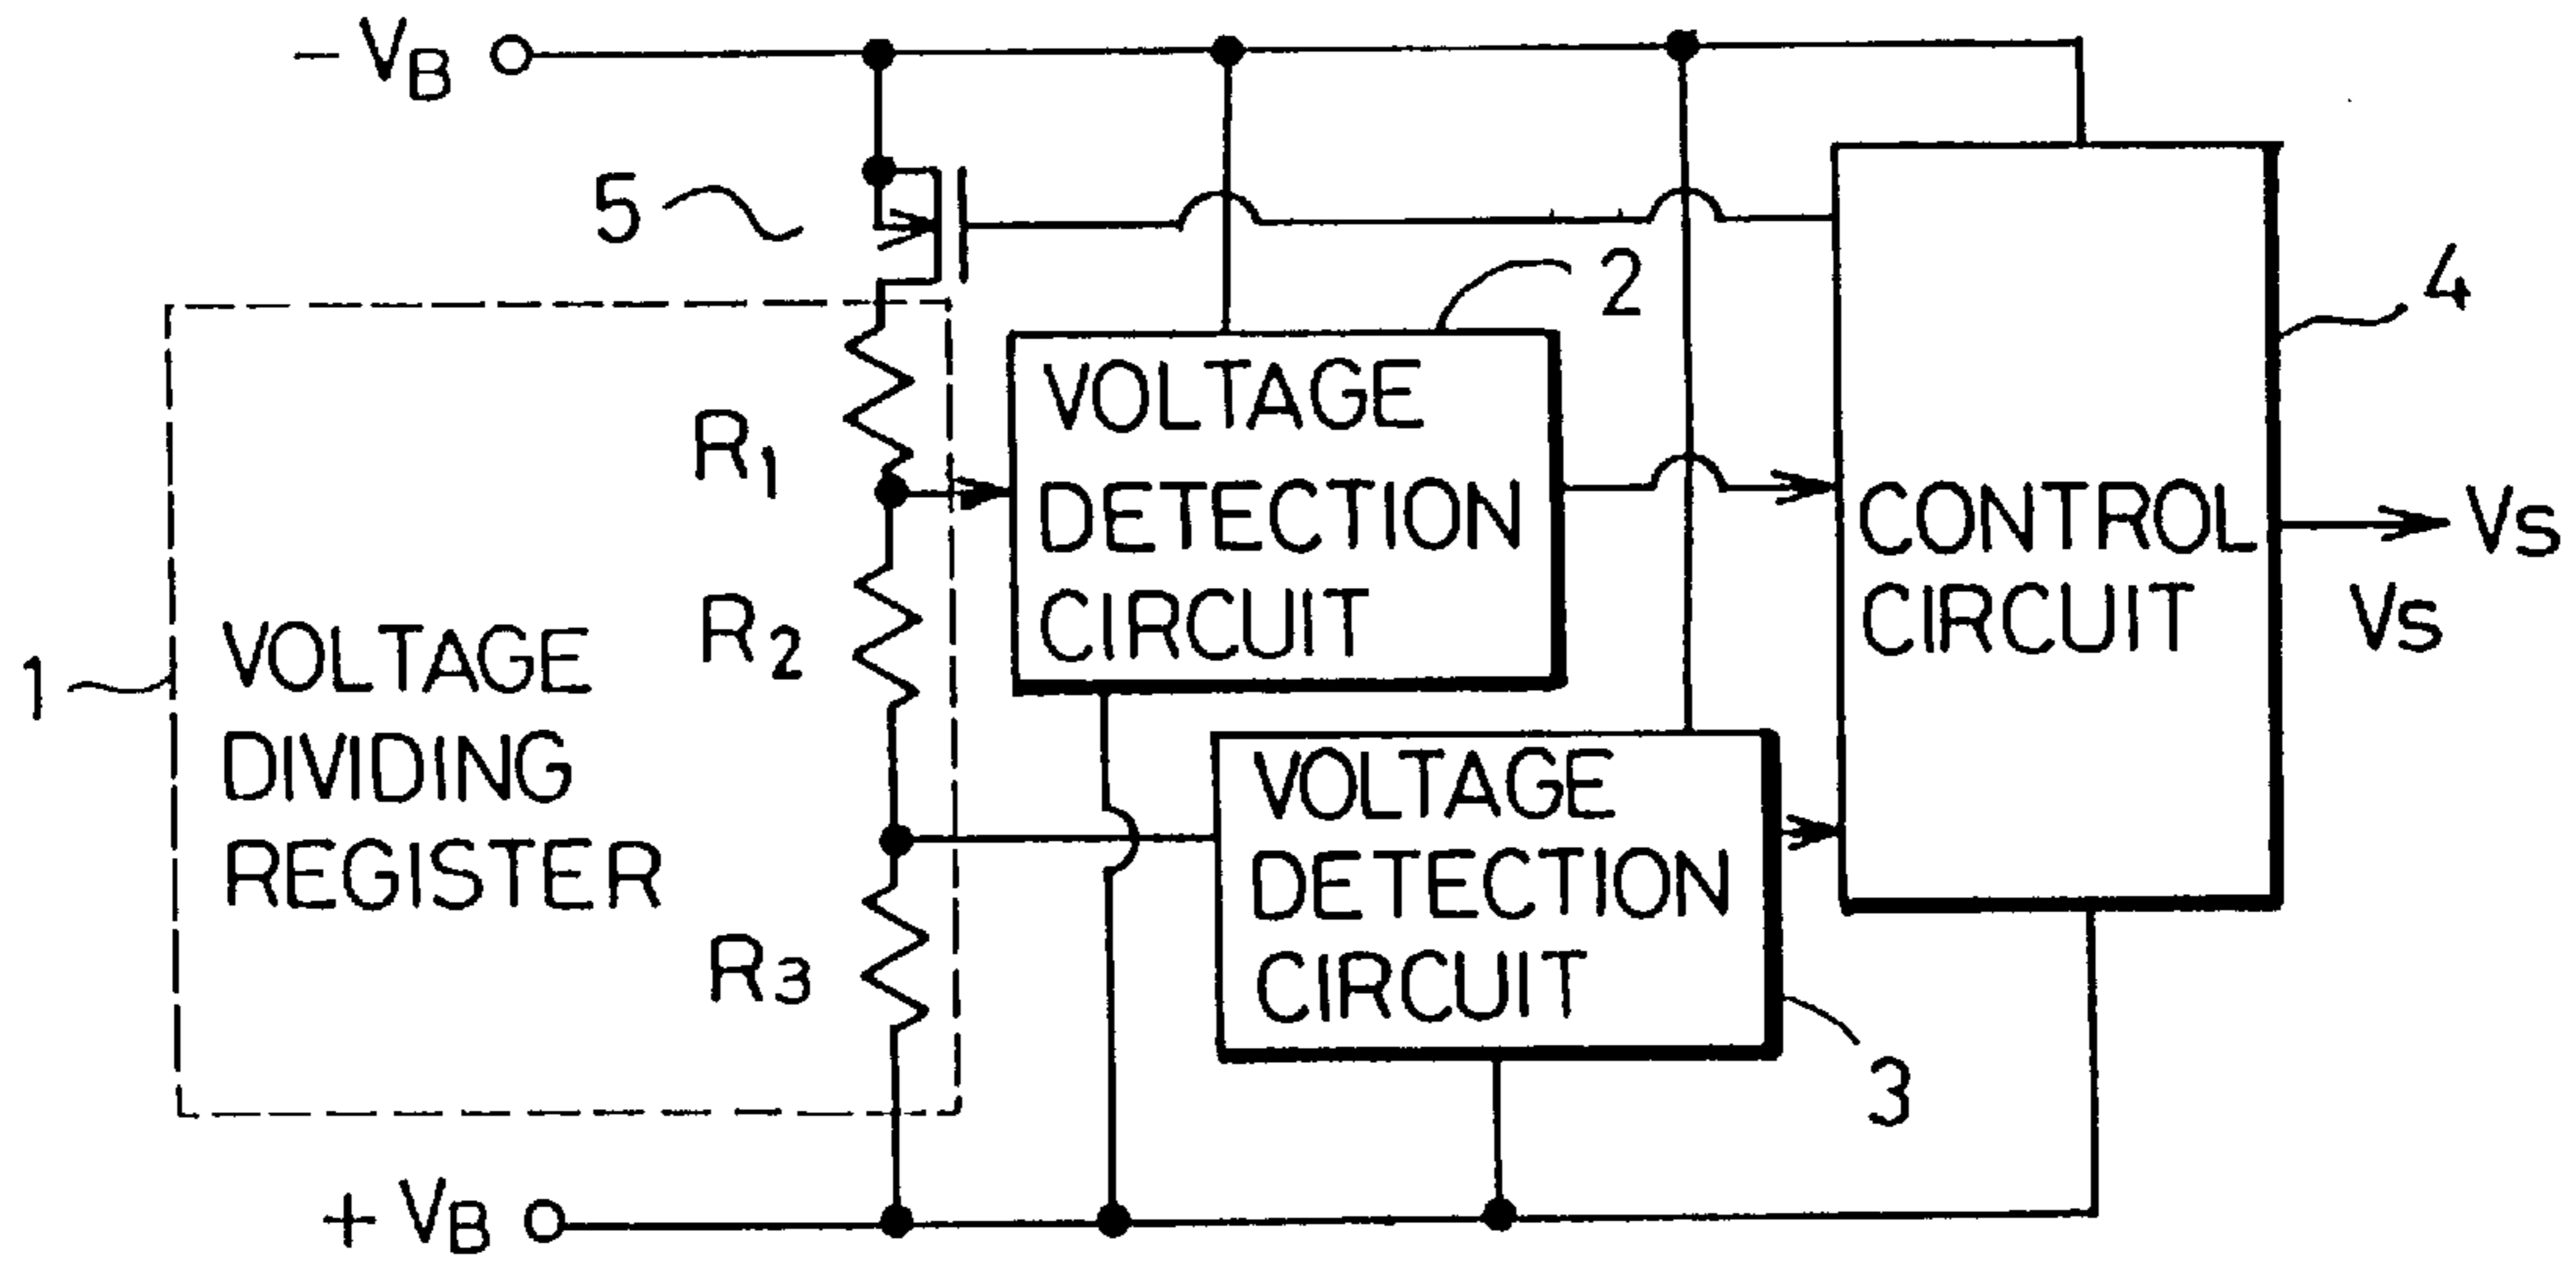 − VB
5
2
4
VOLTAGE
DETECTION
CIRCUIT
R1
CONTROL
CIRCUIT
VS
VS
R2
1
VOLTAGE
DIVIDING
REGISTER
VOLTAGE
DETECTION
CIRCUIT
R3
3
+ VB